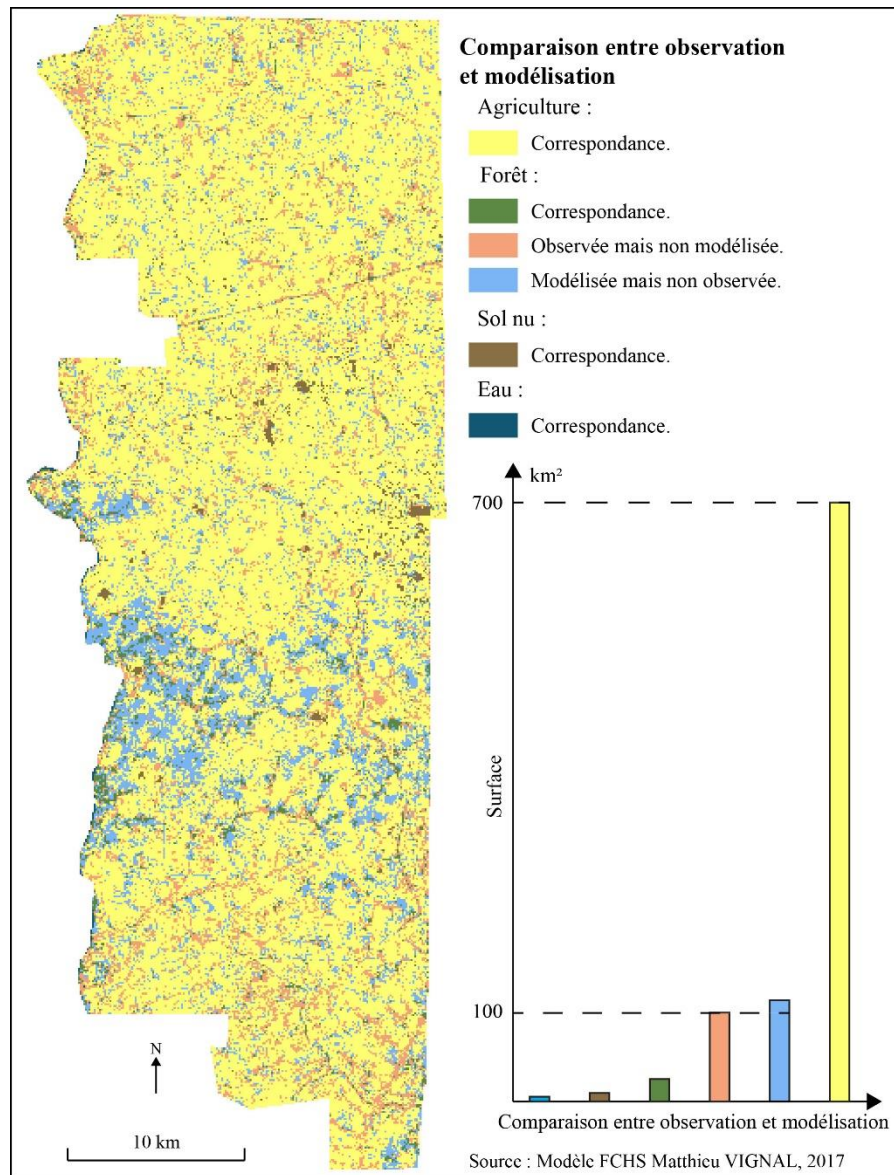 Comparaison entre observation
et modélisation
Agriculture :
Correspondance.
Forêt :
Correspondance.
Observée mais non modélisée.
Modélisée mais non observée.
Sol nu :
Correspondance.
Eau :
Correspondance.
km²
700
100
Surface
Comparaison entre observation et modélisation
N
10 km
Source : Modèle FCHS Matthieu VIGNAL, 2017